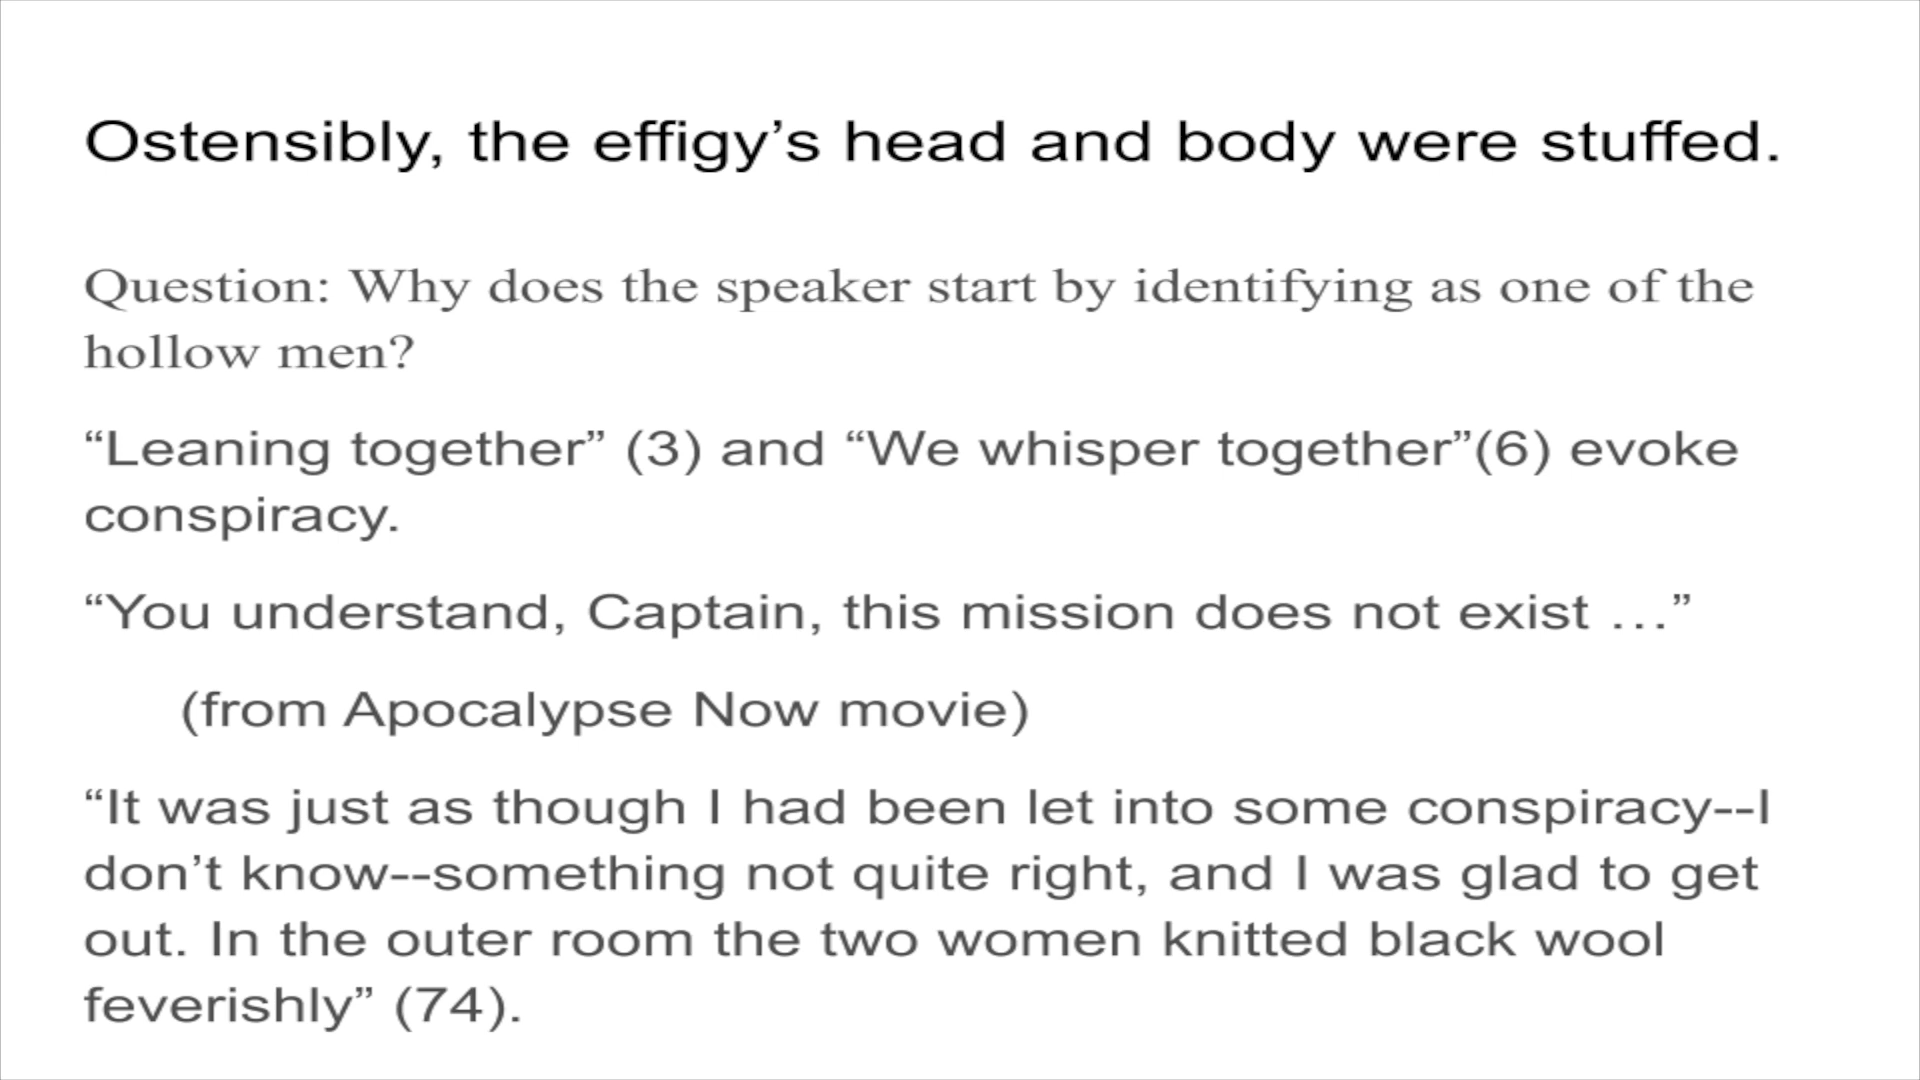 Ostensibly, the effigy’s head and body were stuffed.
Question: Why does the speaker start by identifying as one of the
hollow men?
“Leaning together” (3) and “We whisper together”(6) evoke
conspiracy.
“You understand, Captain, this mission does not exist …”
(from Apocalypse Now movie)
“It was just as though I had been let into some conspiracy--I
don’t know--something not quite right, and I was glad to get
out. In the outer room the two women knitted black wool
feverishly” (74).